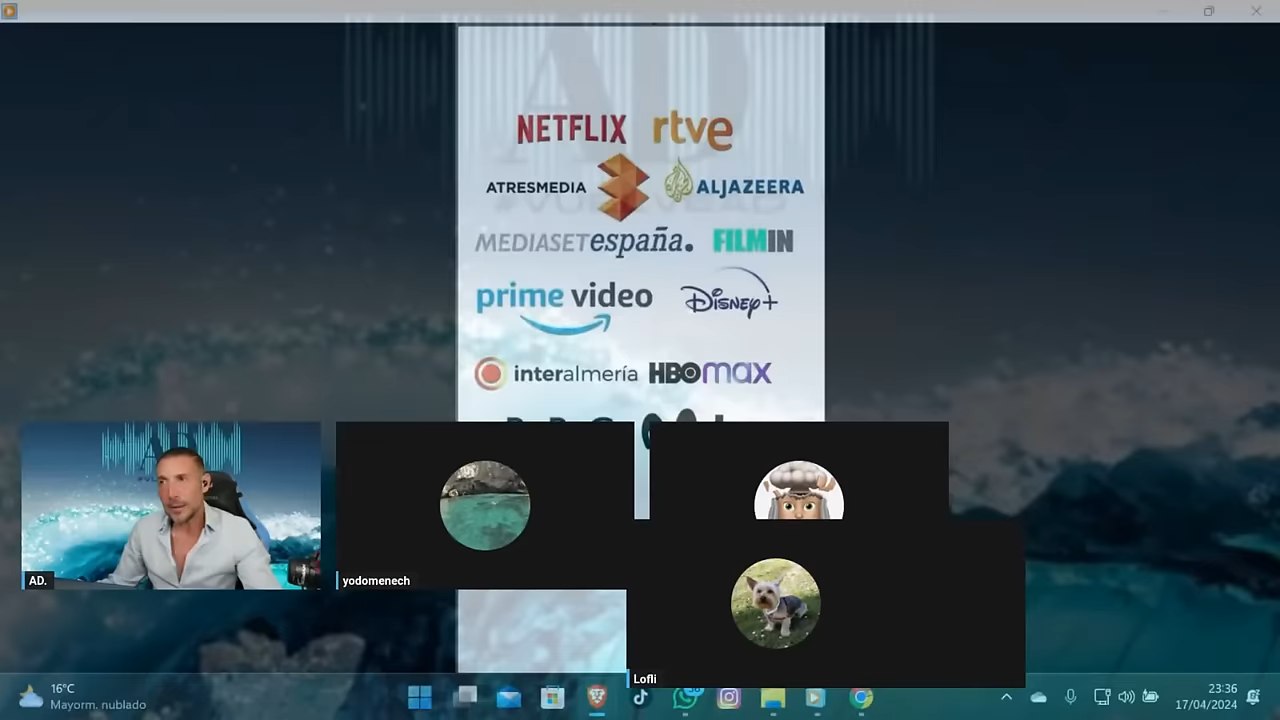 NETFLIX rtve
ATRESMEDIA ALJAZEERA
MEDIASETespaña. FILMIN
prime video Disney+
interalmería HBOmax
AD.
yodomenech
Lofli
16°C
Mayorm. nublado
23:36
17/04/2024